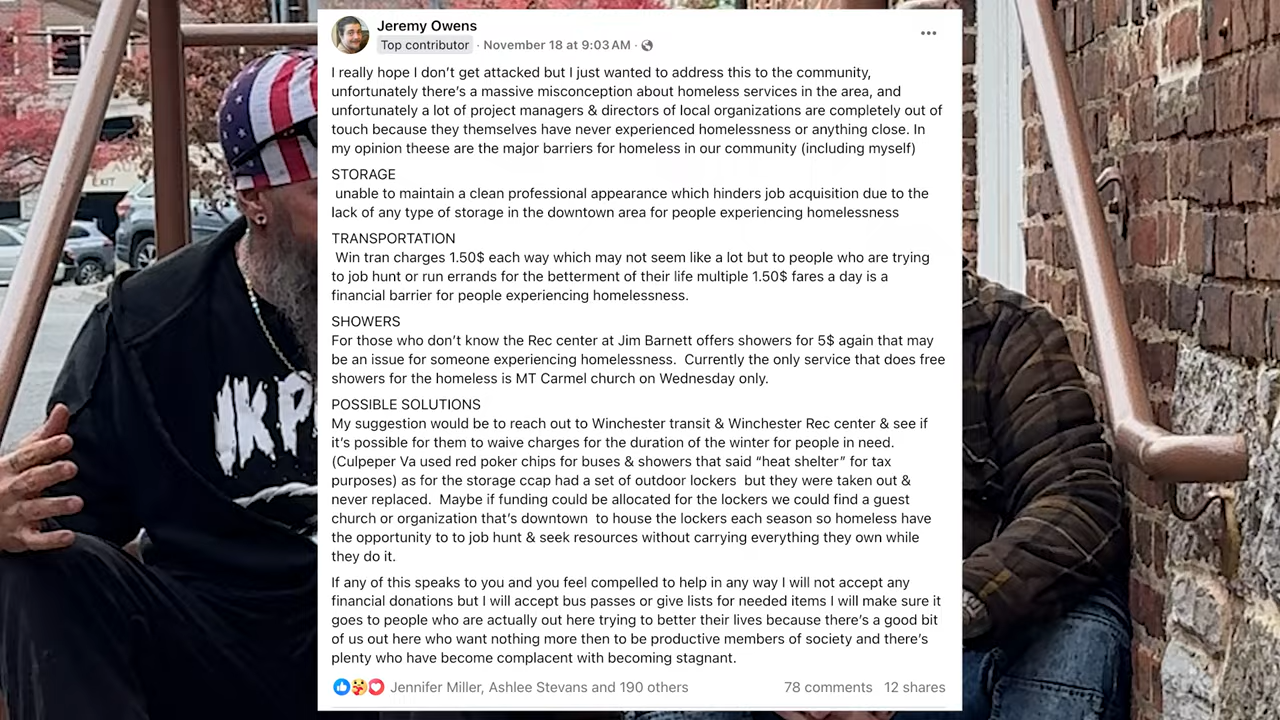 Jeremy Owens
Top contributor · November 18 at 9:03 AM ·
I really hope I don't get attacked but I just wanted to address this to the community,
unfortunately there's a massive misconception about homeless services in the area, and
unfortunately a lot of project managers & directors of local organizations are completely out of
touch because they themselves have never experienced homelessness or anything close. In
my opinion theese are the major barriers for homeless in our community (including myself)
STORAGE
unable to maintain a clean professional appearance which hinders job acquisition due to the
lack of any type of storage in the downtown area for people experiencing homelessness
TRANSPORTATION
Win tran charges 1.50$ each way which may not seem like a lot but to people who are trying
to job hunt or run errands for the betterment of their life multiple 1.50$ fares a day is a
financial barrier for people experiencing homelessness.
SHOWERS
For those who don't know the Rec center at Jim Barnett offers showers for 5$ again that may
be an issue for someone experiencing homelessness.  Currently the only service that does free
showers for the homeless is MT Carmel church on Wednesday only.
POSSIBLE SOLUTIONS
My suggestion would be to reach out to Winchester transit & Winchester Rec center & see if
it's possible for them to waive charges for the duration of the winter for people in need.
(Culpeper Va used red poker chips for buses & showers that said “heat shelter” for tax
purposes) as for the storage ccap had a set of outdoor lockers  but they were taken out &
never replaced.  Maybe if funding could be allocated for the lockers we could find a guest
church or organization that's downtown  to house the lockers each season so homeless have
the opportunity to to job hunt & seek resources without carrying everything they own while
they do it.
If any of this speaks to you and you feel compelled to help in any way I will not accept any
financial donations but I will accept bus passes or give lists for needed items I will make sure it
goes to people who are actually out here trying to better their lives because there's a good bit
of us out here who want nothing more then to be productive members of society and there's
plenty who have become complacent with becoming stagnant.
Jennifer Miller, Ashlee Stevans and 190 others 78 comments 12 shares